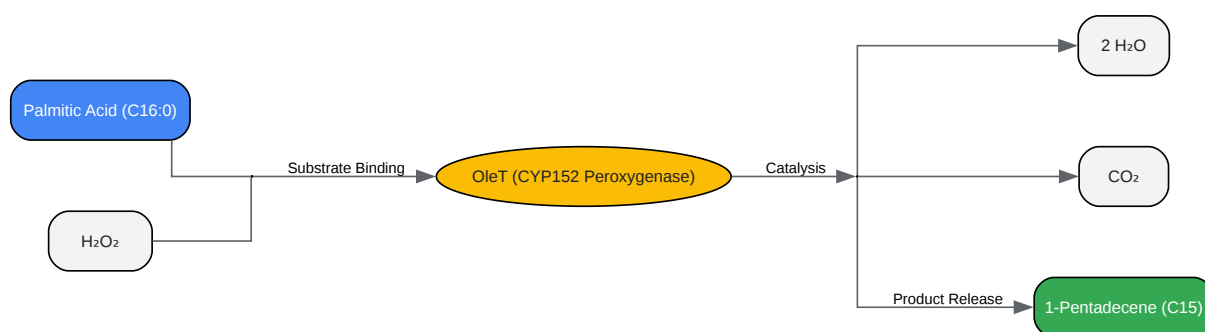 Palmitic Acid (C16:0)
H₂O₂
Substrate Binding
OleT (CYP152 Peroxygenase)
Catalysis
2 H₂O
CO₂
Product Release
1-Pentadecene (C15)